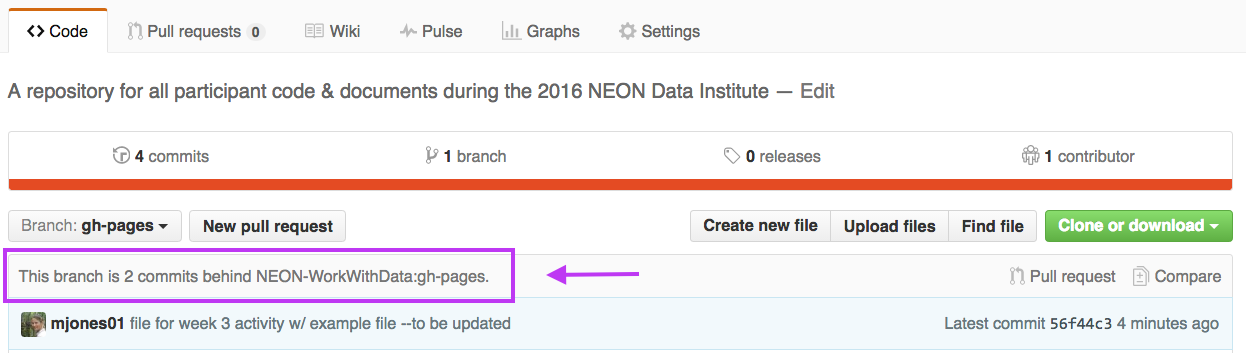 Code Pull requests 0 Wiki Pulse Graphs Settings
A repository for all participant code & documents during the 2016 NEON Data Institute — Edit
4 commits 1 branch 0 releases 1 contributor
Branch: gh-pages New pull request Create new file Upload files Find file Clone or download
This branch is 2 commits behind NEON-WorkWithData:gh-pages. Pull request Compare
mjones01 file for week 3 activity w/ example file --to be updated Latest commit 56f44c3 4 minutes ago